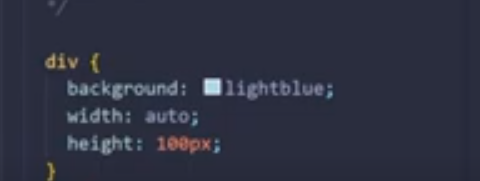 */
div {
background: lightblue;
width: auto;
height: 100px;
}